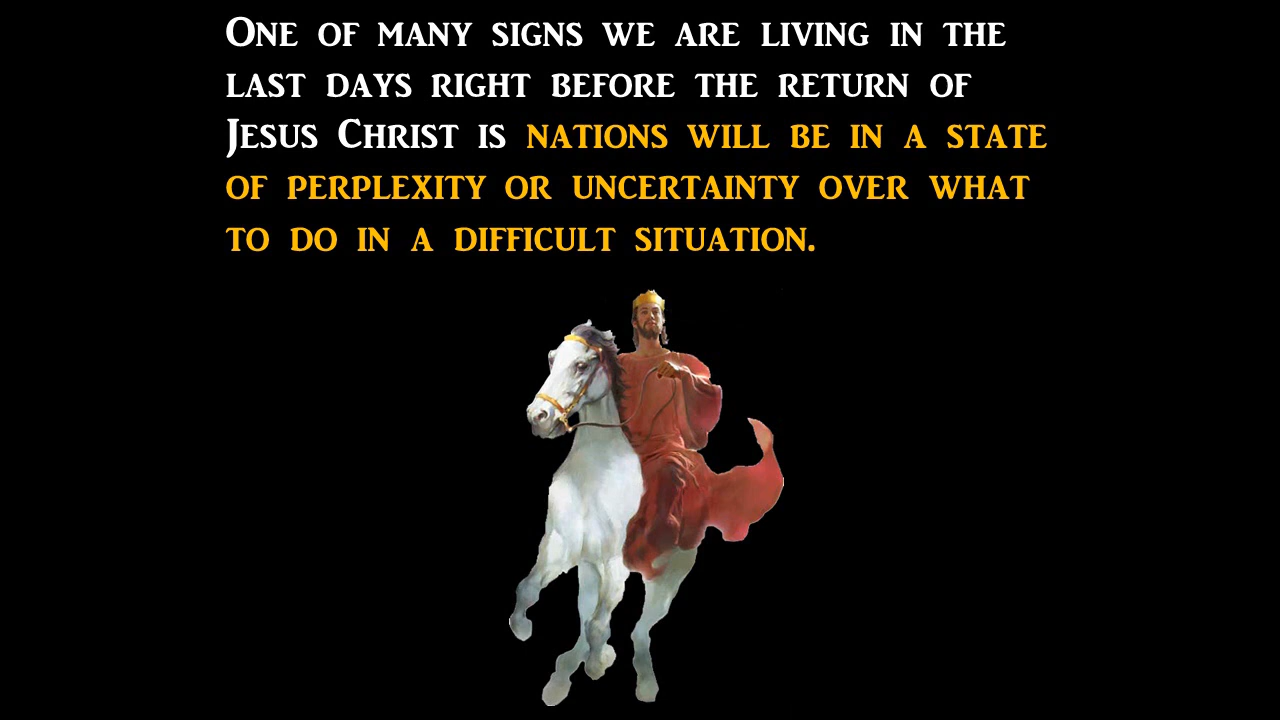 One of many signs we are living in the
last days right before the return of
Jesus Christ is nations will be in a state
of perplexity or uncertainty over what
to do in a difficult situation.